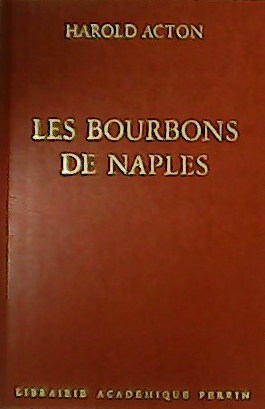 HAROLD ACTON
LES BOURBONS
DE NAPLES
LIBRAIRIE ACADÉMIQUE PERRIN